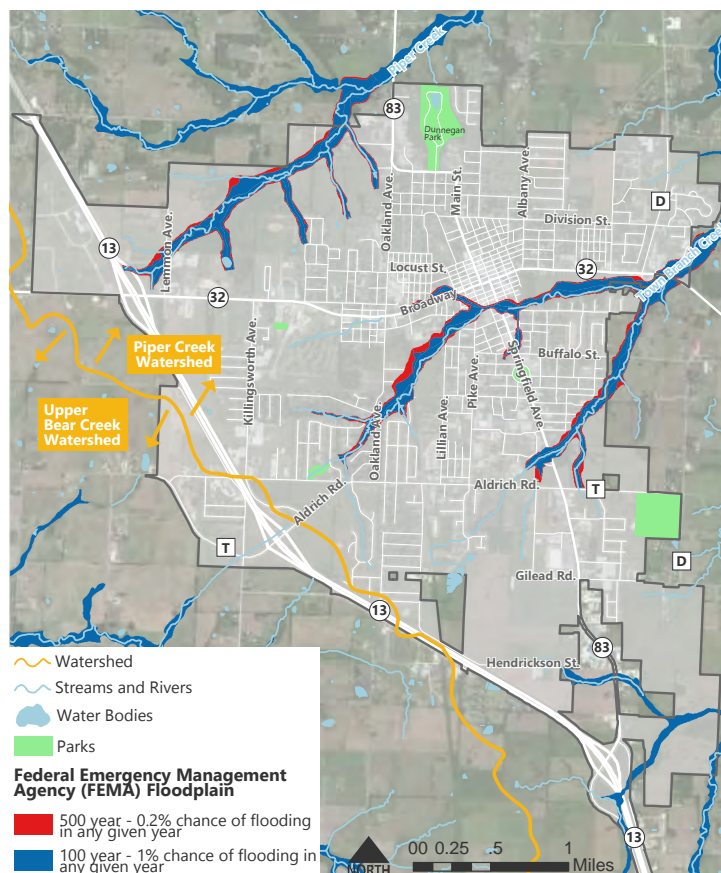 Piper Creek
83
Dunnegan
Park
Oakland Ave.
Main St.
Albany Ave.
D
Division St.
Town Branch Creek
13
Lemmon Ave.
Locust St.
32
32
Broadway
Piper Creek
Watershed
Killingsworth Ave.
Buffalo St.
Springfield Ave.
Pike Ave.
Upper
Bear Creek
Watershed
Oakland Ave.
Lillian Ave.
Aldrich Rd.
Aldrich Rd.
T
T
D
Gilead Rd.
13
83
Hendrickson St.
13
Watershed
Streams and Rivers
Water Bodies
Parks
Federal Emergency Management
Agency (FEMA) Floodplain
500 year - 0.2% chance of flooding
in any given year
100 year - 1% chance of flooding in
any given year
NORTH
00 0.25 .5 1
Miles